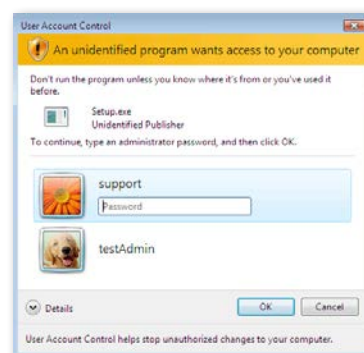 User Account Control
An unidentified program wants access to your computer
Don't run the program unless you know where it's from or you've used it
before.
Setup.exe
Unidentified Publisher
To continue, type an administrator password, and then click OK.
support
Password
testAdmin
Details
OK
Cancel
User Account Control helps stop unauthorized changes to your computer.